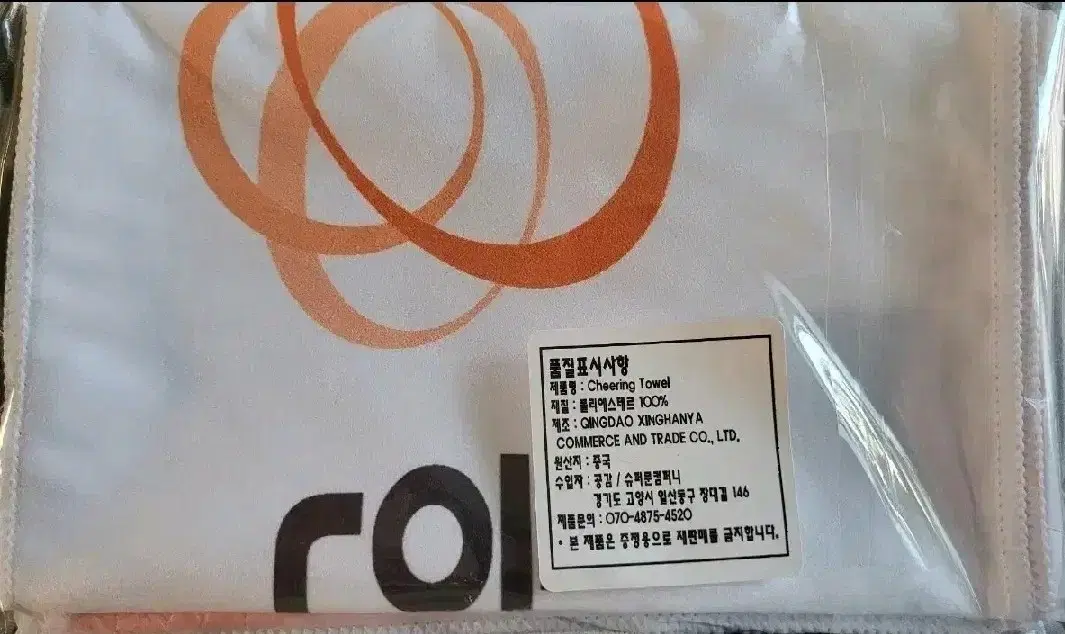 품질표시사항
제품명 : Cheering Towel
재질 : 폴리에스테르 100%
제조 : QINGDAO XINGHANYA
COMMERCE AND TRADE CO., LTD.
원산지 : 중국
수입자 : 공감 / 슈퍼문컴퍼니
경기도 고양시 일산동구 장대길 146
제품문의 : 070-4875-4520
• 본 제품은 증정용으로 재판매를 금지합니다.
rol